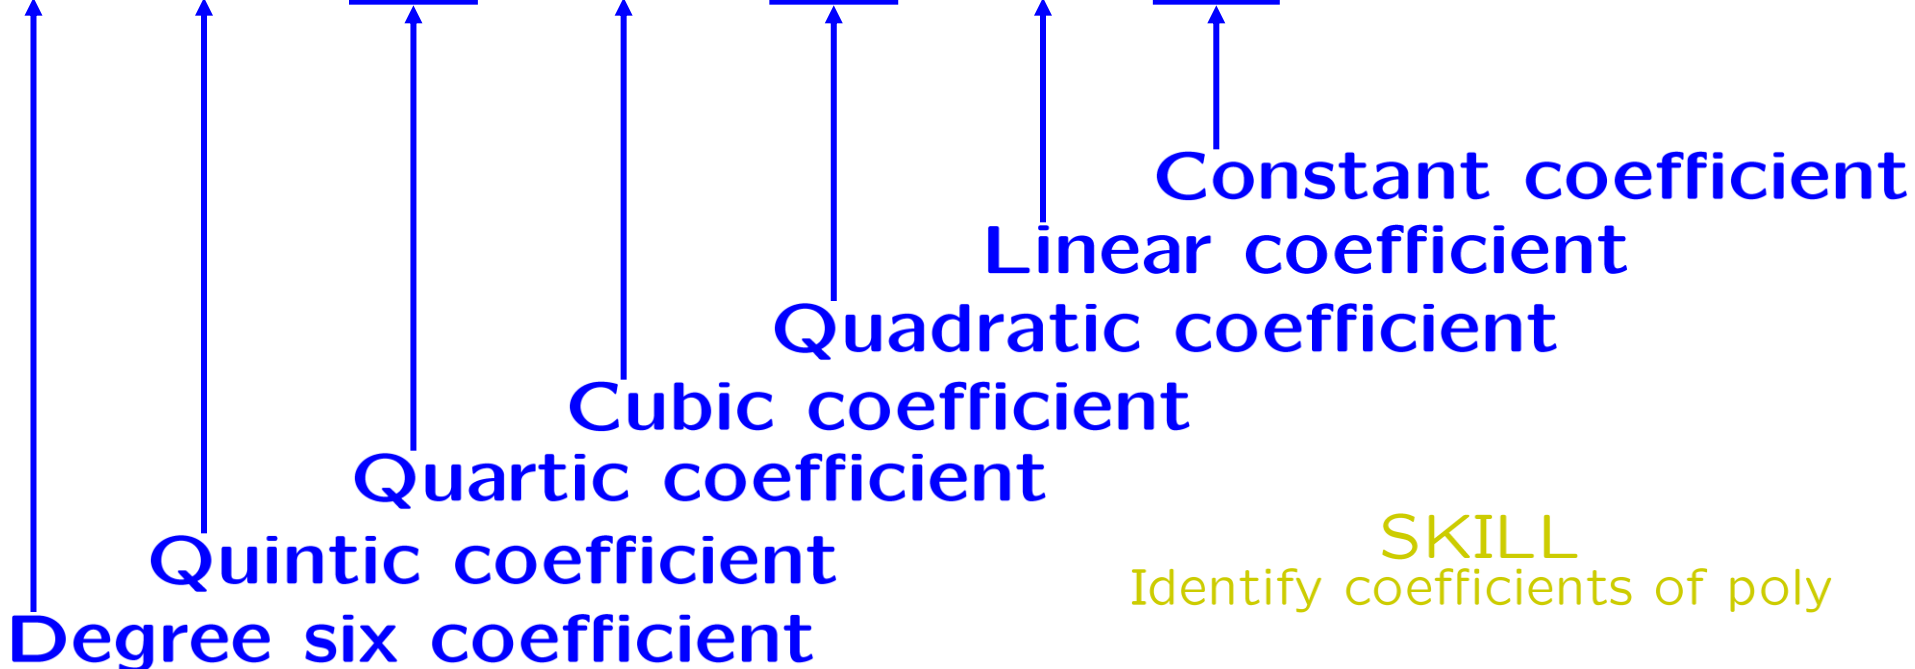 Constant coefficient
Linear coefficient
Quadratic coefficient
Cubic coefficient
Quartic coefficient
Quintic coefficient
Degree six coefficient
SKILL
Identify coefficients of poly